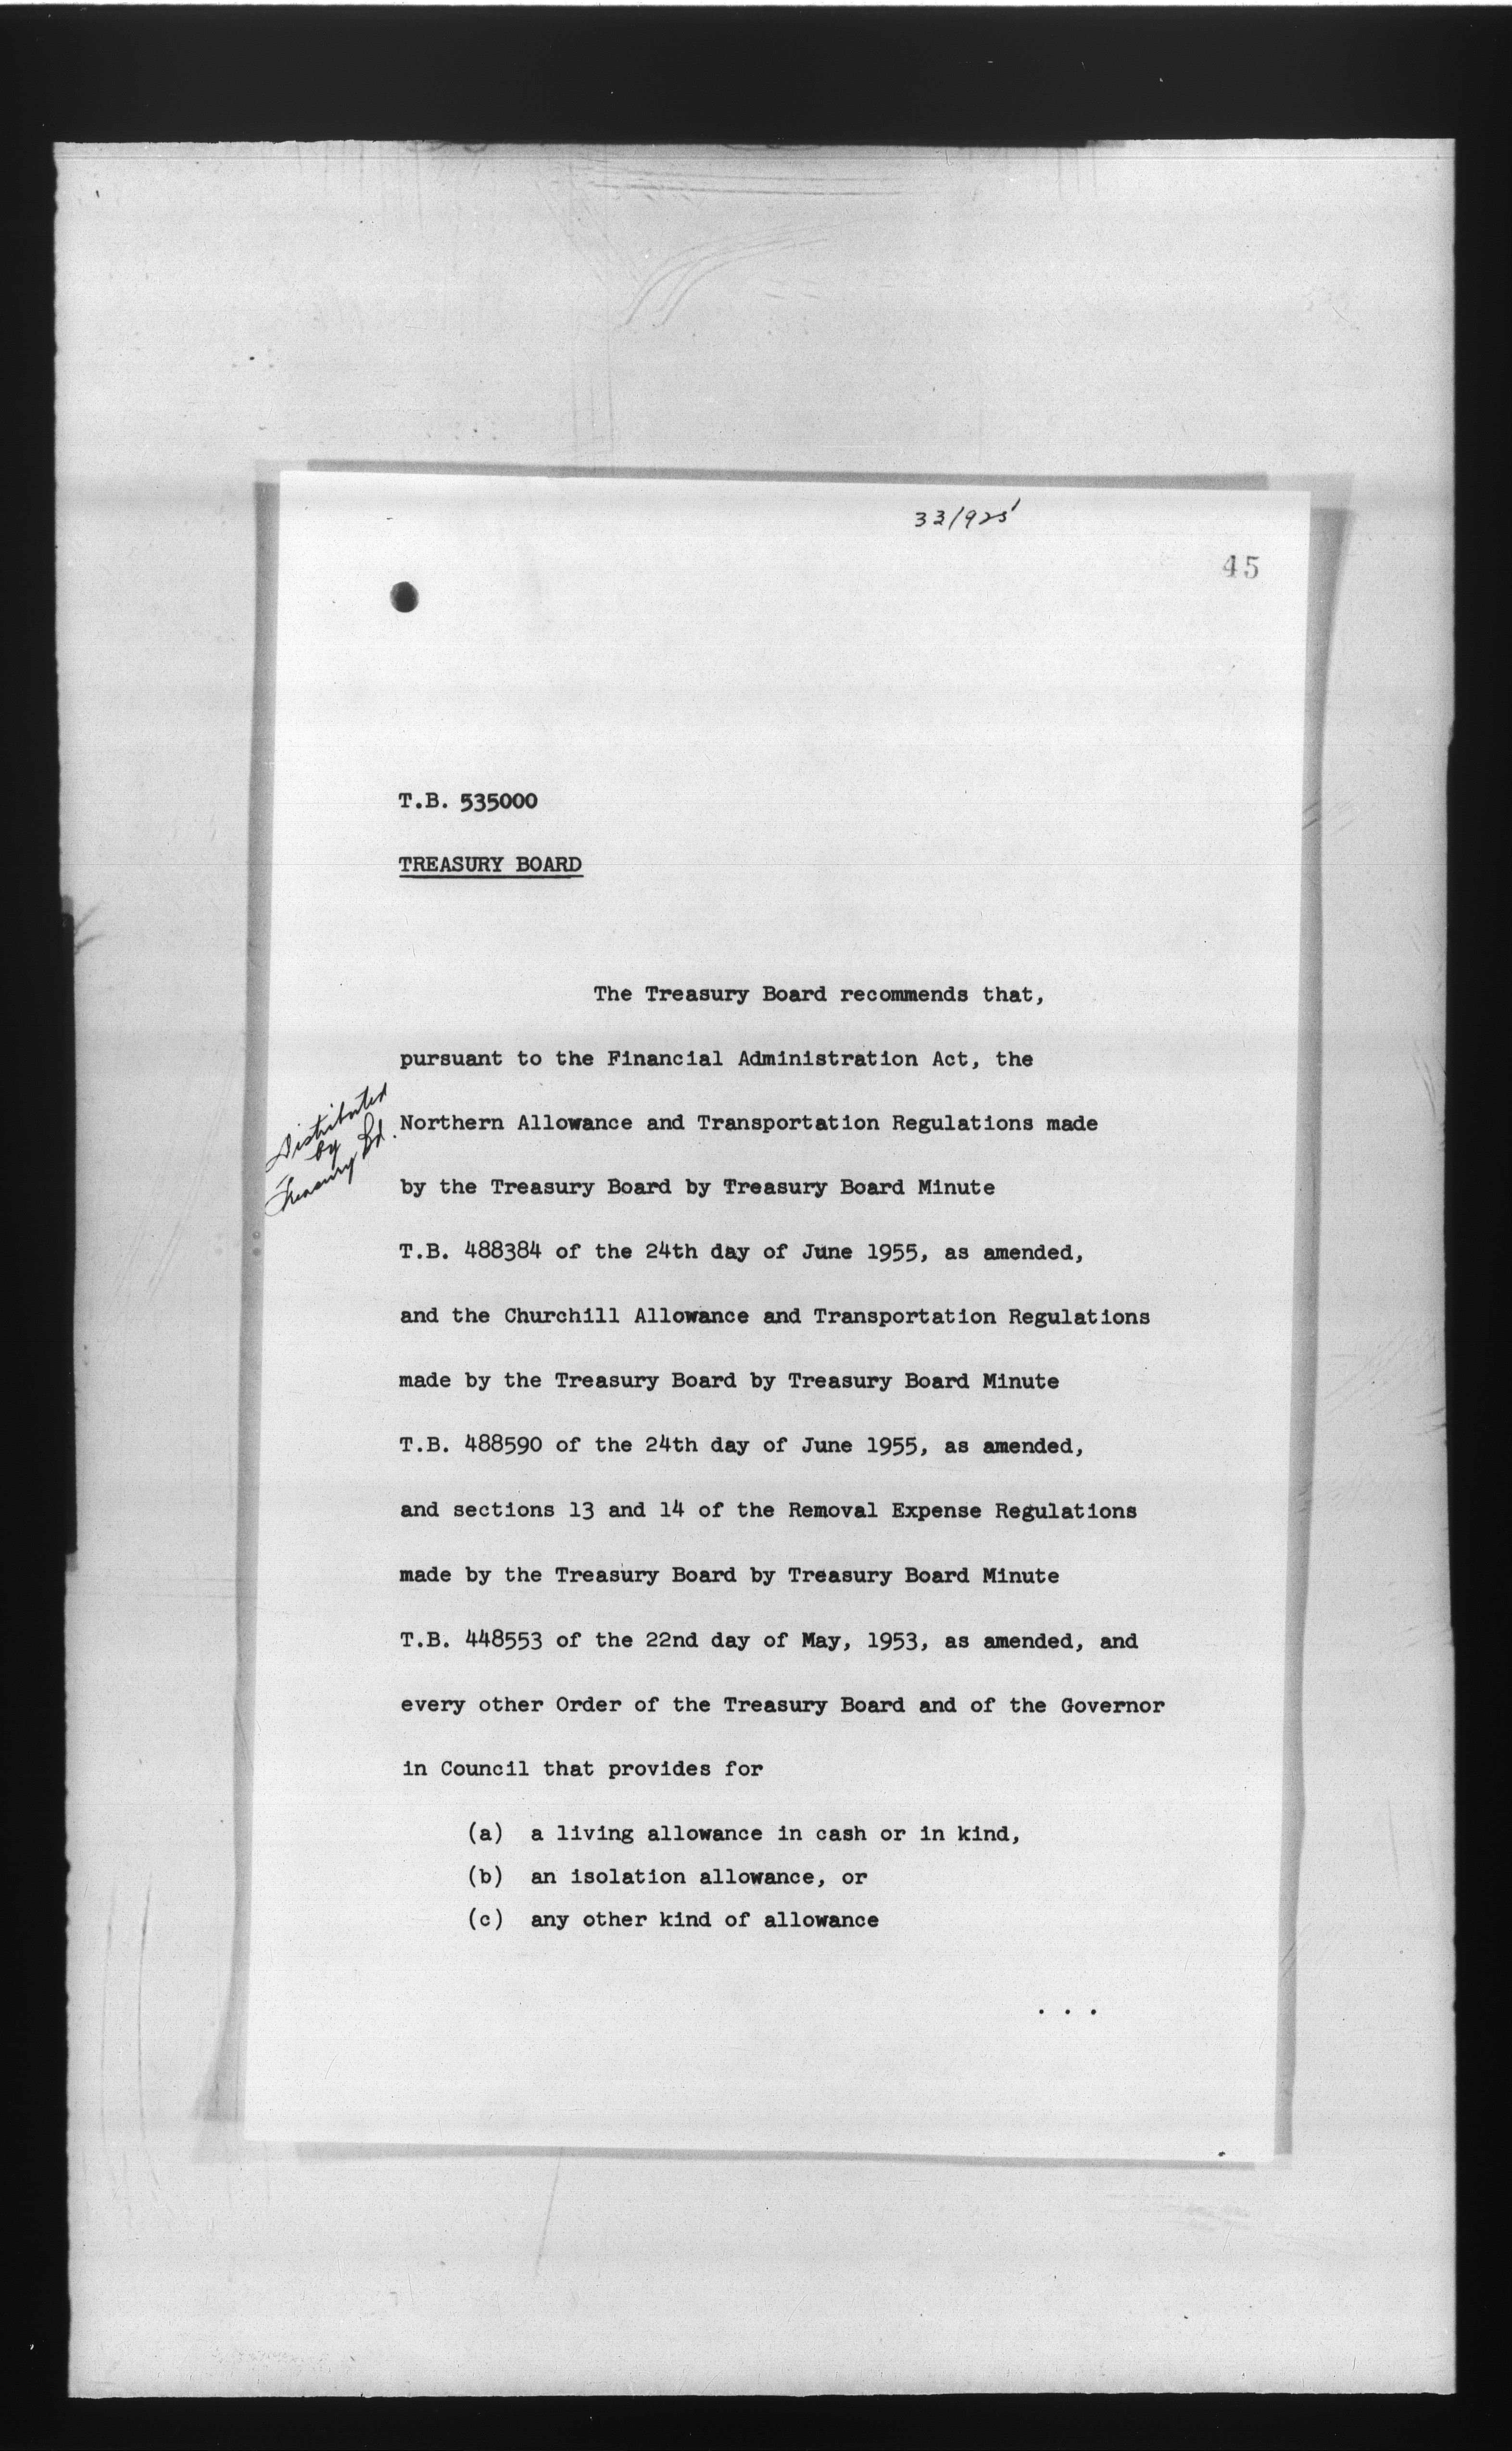 33/925
45
T.B. 535000
TREASURY BOARD
The Treasury Board recommends that,
pursuant to the Financial Administration Act, the
Distributed
by
Treasury Bd.
Northern Allowance and Transportation Regulations made
by the Treasury Board by Treasury Board Minute
T.B. 488384 of the 24th day of June 1955, as amended,
and the Churchill Allowance and Transportation Regulations
made by the Treasury Board by Treasury Board Minute
T.B. 488590 of the 24th day of June 1955, as amended,
and sections 13 and 14 of the Removal Expense Regulations
made by the Treasury Board by Treasury Board Minute
T.B. 448553 of the 22nd day of May, 1953, as amended, and
every other Order of the Treasury Board and of the Governor
in Council that provides for
(a) a living allowance in cash or in kind,
(b) an isolation allowance, or
(c) any other kind of allowance
. . .